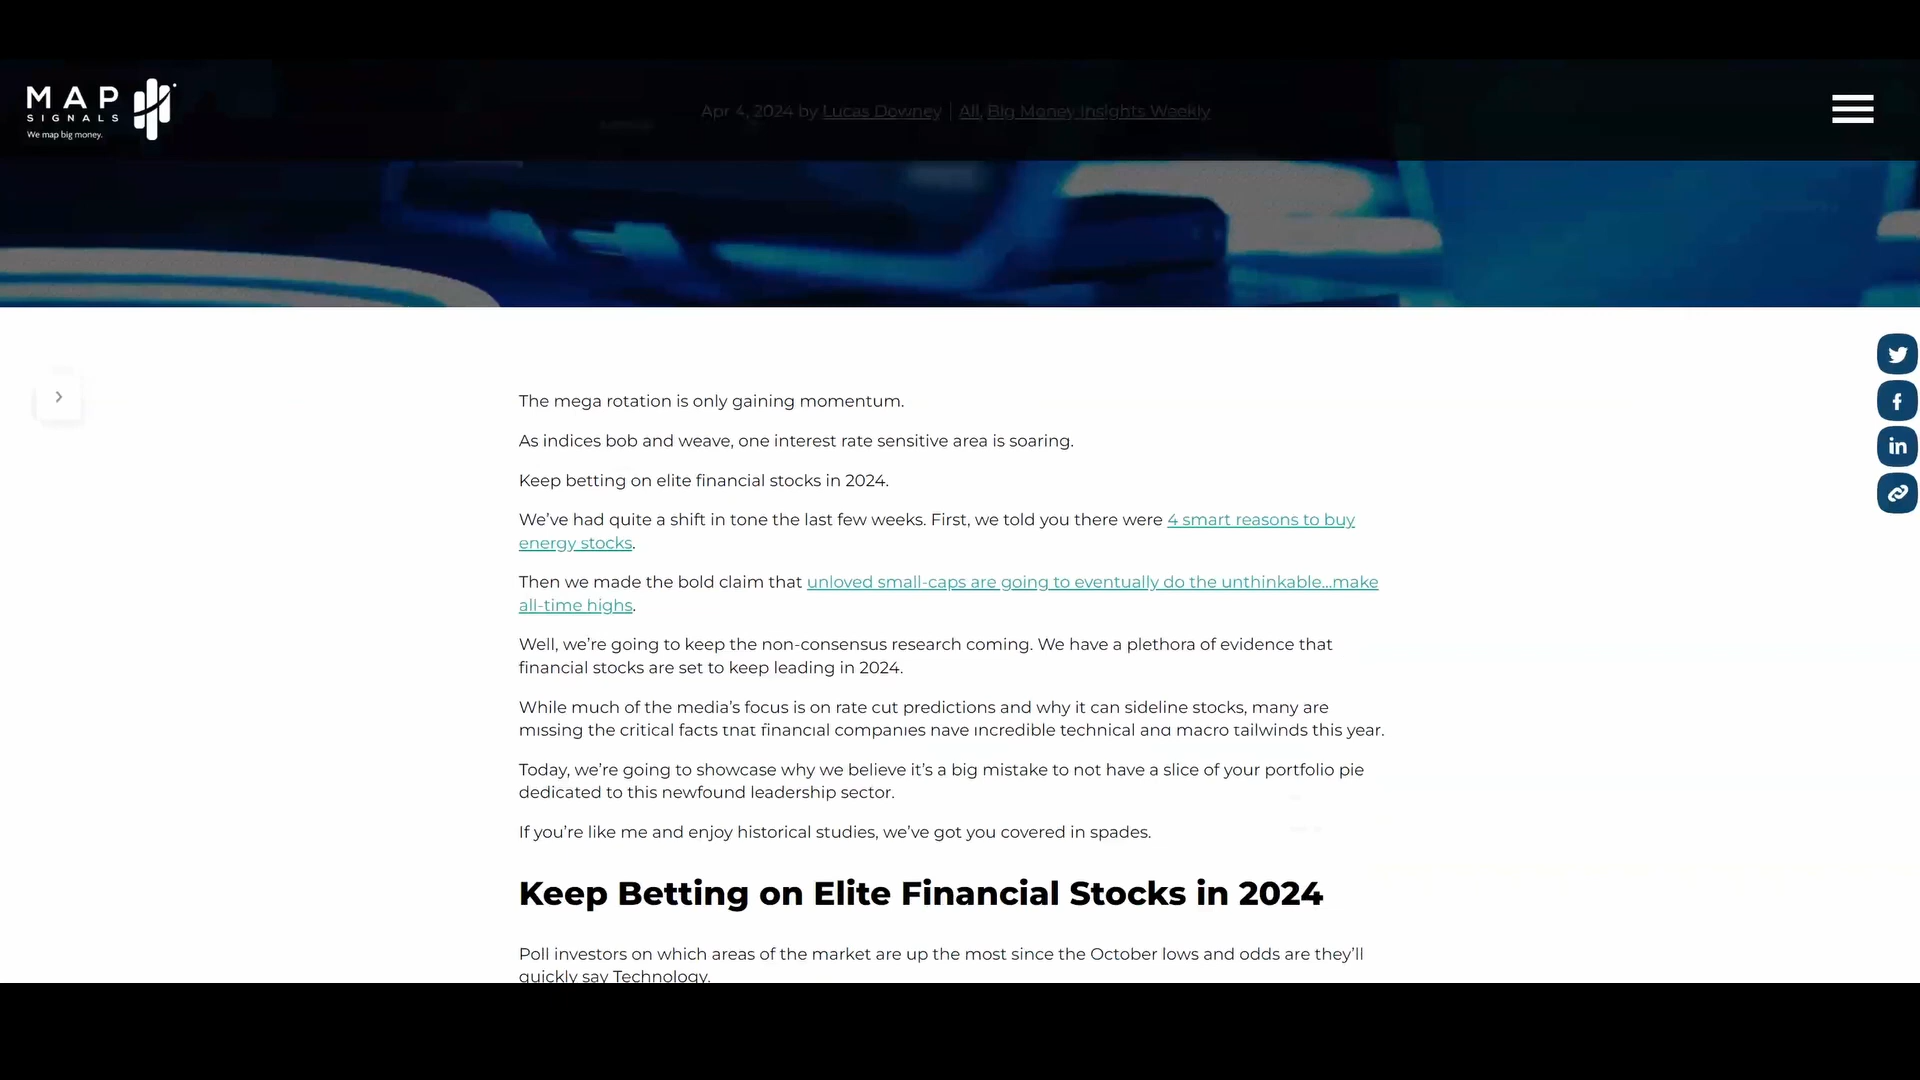 MAP
SIGNALS
We map big money.
Apr 4, 2024 by Lucas Downey | All, Big Money Insights Weekly
The mega rotation is only gaining momentum.
As indices bob and weave, one interest rate sensitive area is soaring.
Keep betting on elite financial stocks in 2024.
We’ve had quite a shift in tone the last few weeks. First, we told you there were 4 smart reasons to buy
energy stocks.
Then we made the bold claim that unloved small-caps are going to eventually do the unthinkable…make
all-time highs.
Well, we’re going to keep the non-consensus research coming. We have a plethora of evidence that
financial stocks are set to keep leading in 2024.
While much of the media’s focus is on rate cut predictions and why it can sideline stocks, many are
missing the critical facts that financial companies have incredible technical and macro tailwinds this year.
Today, we’re going to showcase why we believe it’s a big mistake to not have a slice of your portfolio pie
dedicated to this newfound leadership sector.
If you’re like me and enjoy historical studies, we’ve got you covered in spades.
Keep Betting on Elite Financial Stocks in 2024
Poll investors on which areas of the market are up the most since the October lows and odds are they’ll
quickly say Technology.